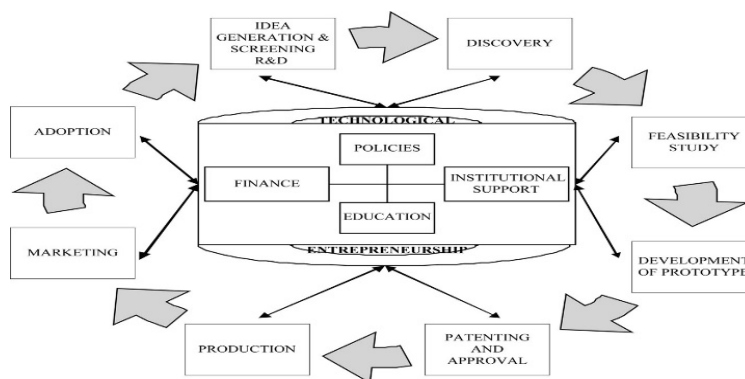 IDEA
GENERATION &
SCREENING
R&D
DISCOVERY
ADOPTION
TECHNOLOGICAL
FEASIBILITY
STUDY
POLICIES
FINANCE
INSTITUTIONAL
SUPPORT
EDUCATION
MARKETING
ENTREPRENEURSHIP
DEVELOPMENT
OF PROTOTYPE
PRODUCTION
PATENTING
AND
APPROVAL